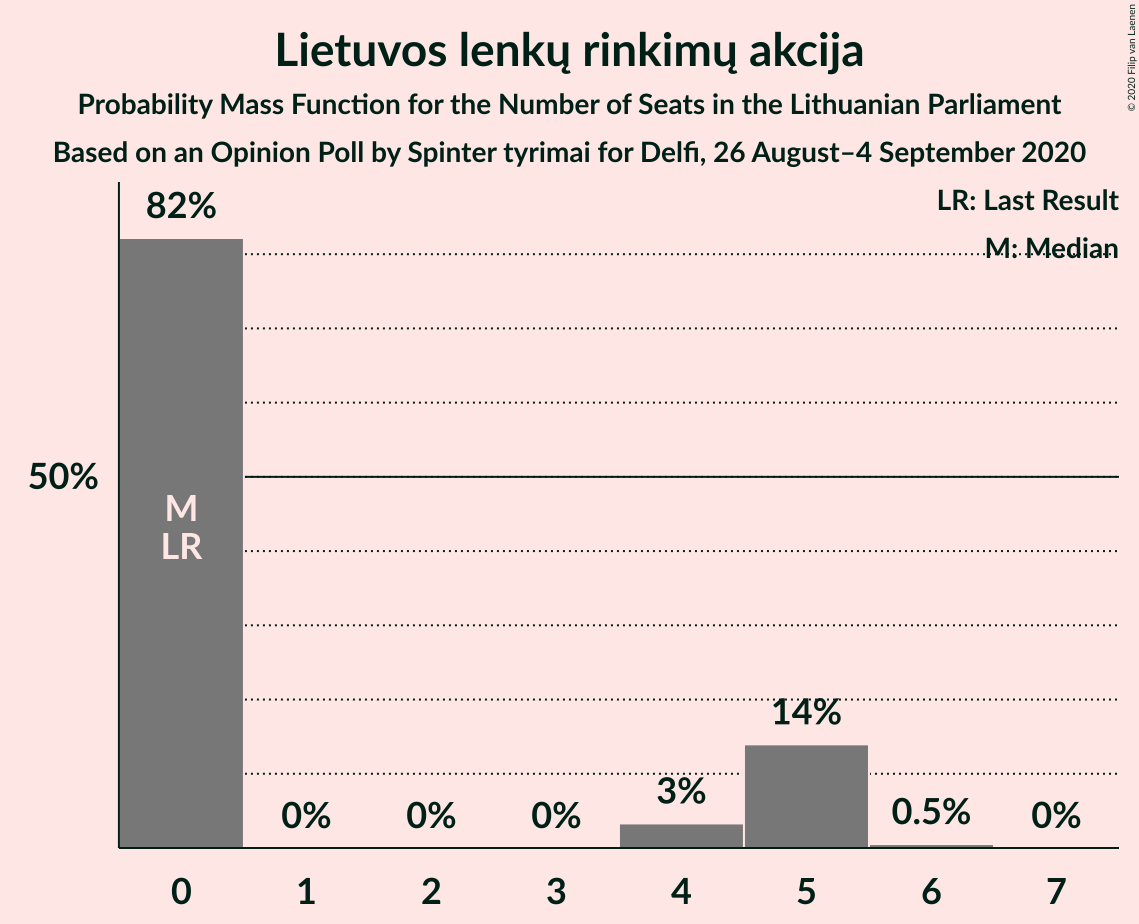 Lietuvos lenkų rinkimų akcija
Probability Mass Function for the Number of Seats in the Lithuanian Parliament
Based on an Opinion Poll by Spinter tyrimai for Delfi, 26 August–4 September 2020
© 2020 Filip van Laenen
LR: Last Result
M: Median
82%
50%
M
LR
0%
0%
0%
3%
14%
0.5%
0%
0
1
2
3
4
5
6
7